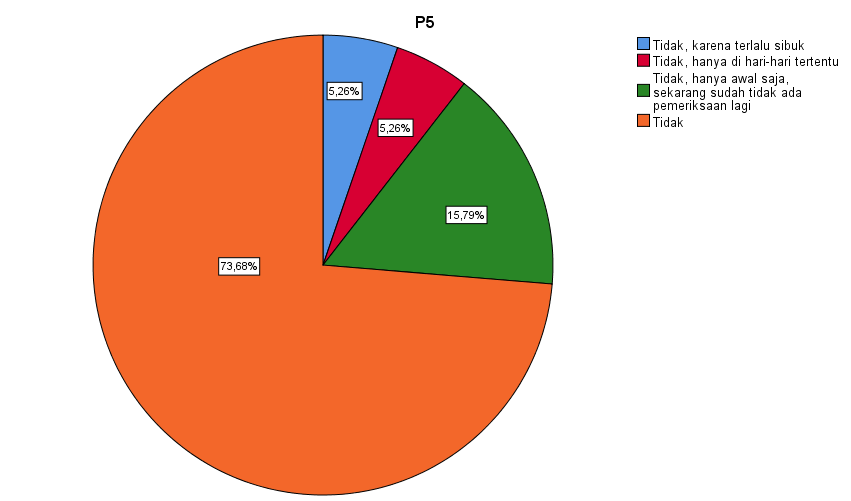 P5
Tidak, karena terlalu sibuk
Tidak, hanya di hari-hari tertentu
Tidak, hanya awal saja,
sekarang sudah tidak ada
pemeriksaan lagi
Tidak
5,26%
5,26%
15,79%
73,68%